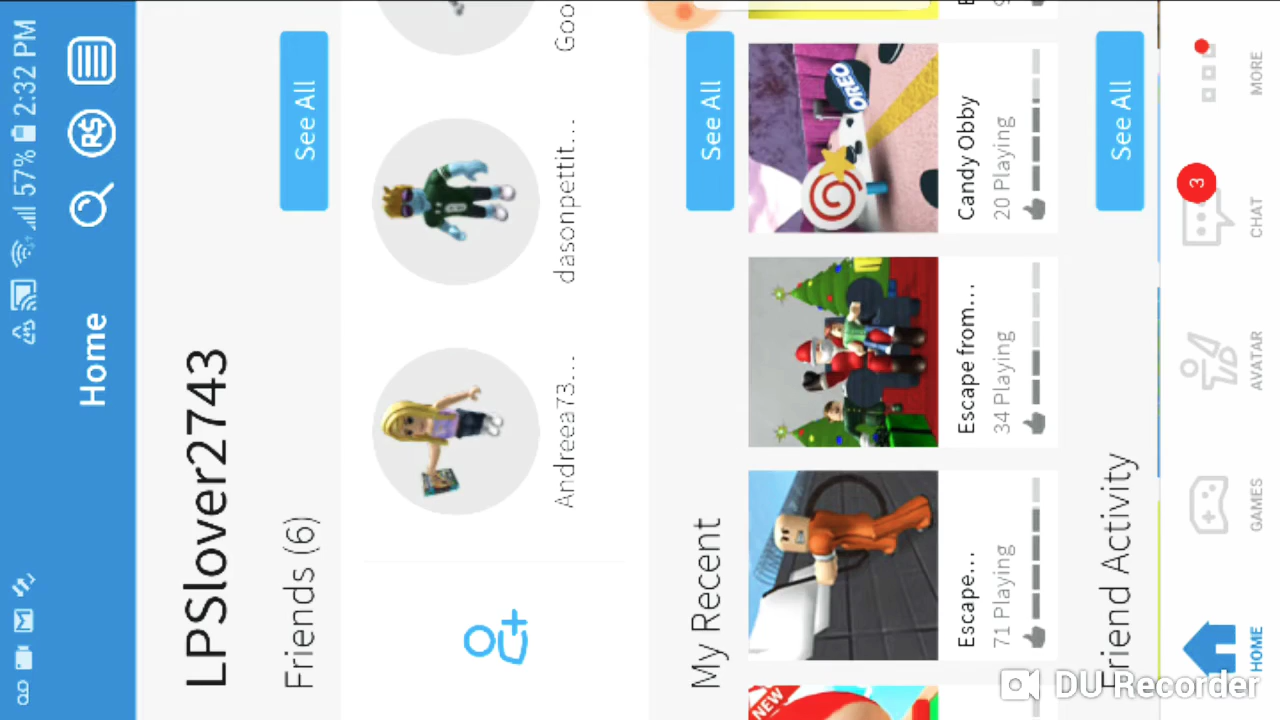 57% 2:32 PM
Home
R$
LPSlover2743
Friends (6)
See All
Andreea73...
dasonpettit...
Goo
My Recent
See All
NEW
OREO
Escape...
Escape from...
Candy Obby
71 Playing
34 Playing
20 Playing
Friend Activity
See All
3
HOME
GAMES
AVATAR
CHAT
MORE
DU Recorder